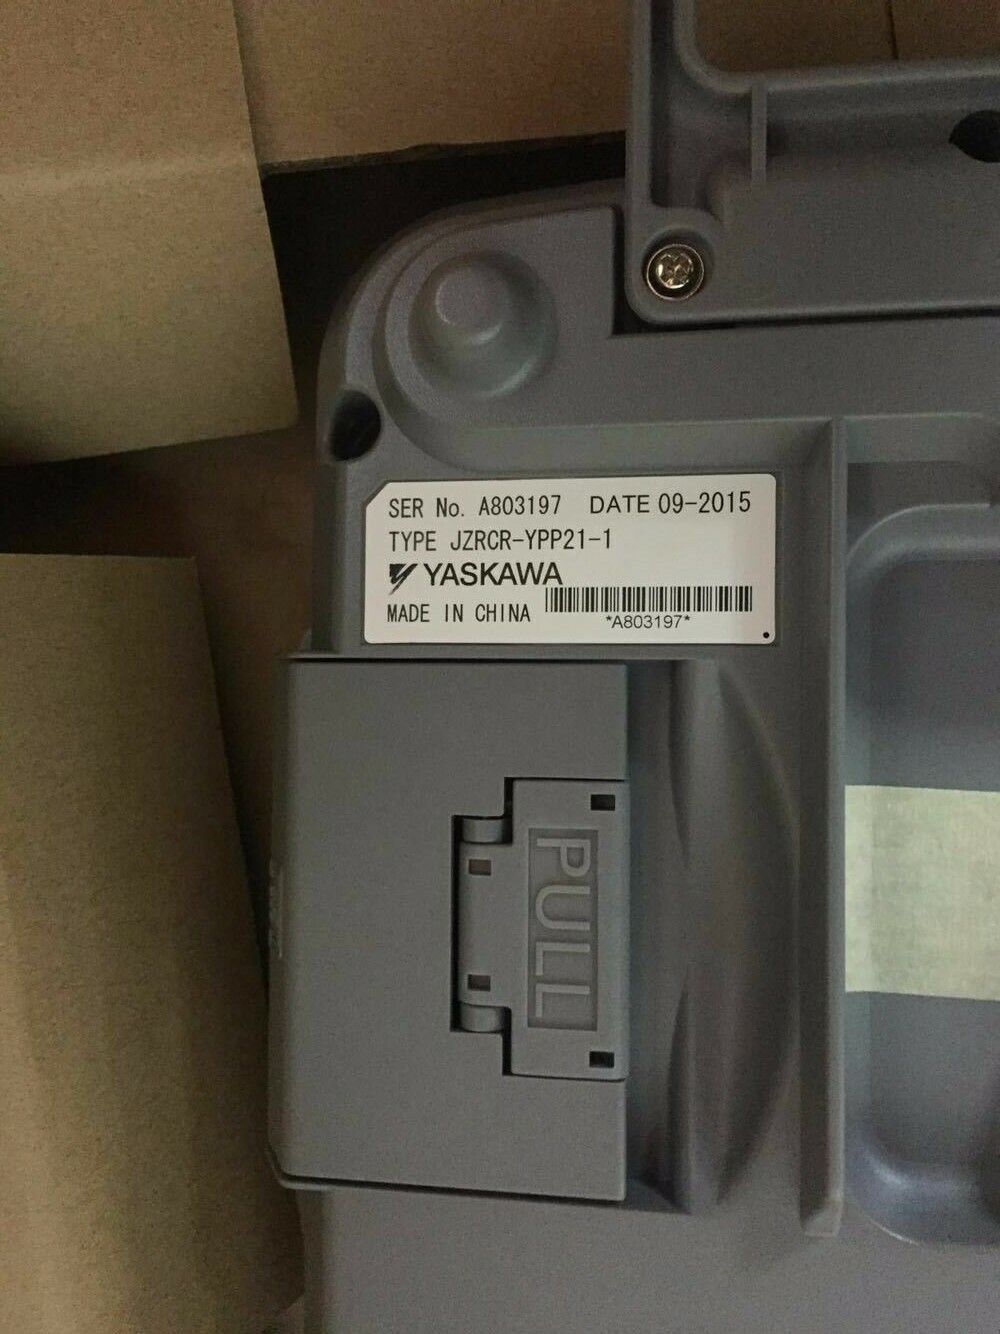 SER No. A803197 DATE 09-2015
TYPE JZRCR-YPP21-1
YASKAWA
MADE IN CHINA
*A803197*
PULL